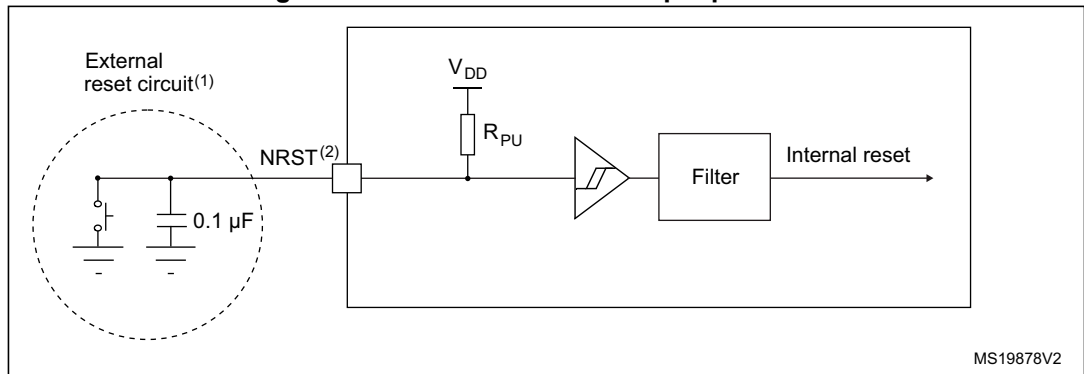 External
reset circuit(1)
VDD
RPU
NRST(2)
Filter
Internal reset
0.1 µF
MS19878V2